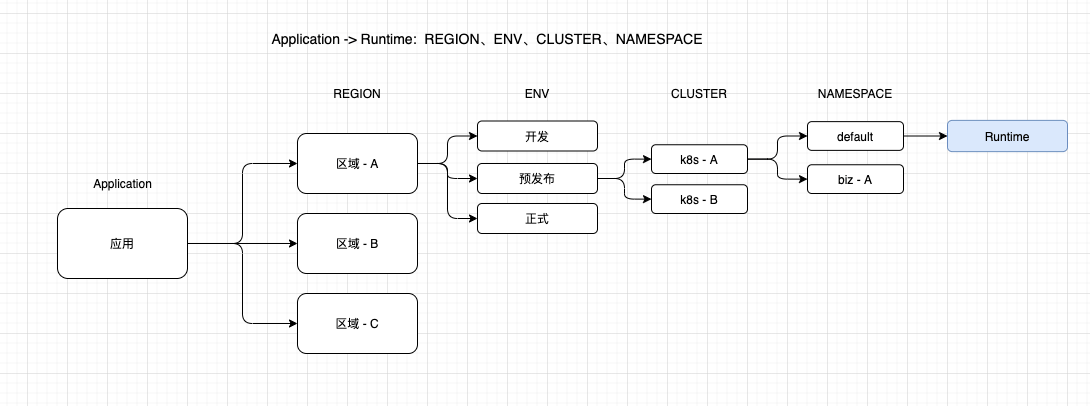 Application -> Runtime：REGION、ENV、CLUSTER、NAMESPACE
REGION
ENV
CLUSTER
NAMESPACE
Application
应用
区域 - A
区域 - B
区域 - C
开发
预发布
正式
k8s - A
k8s - B
default
biz - A
Runtime